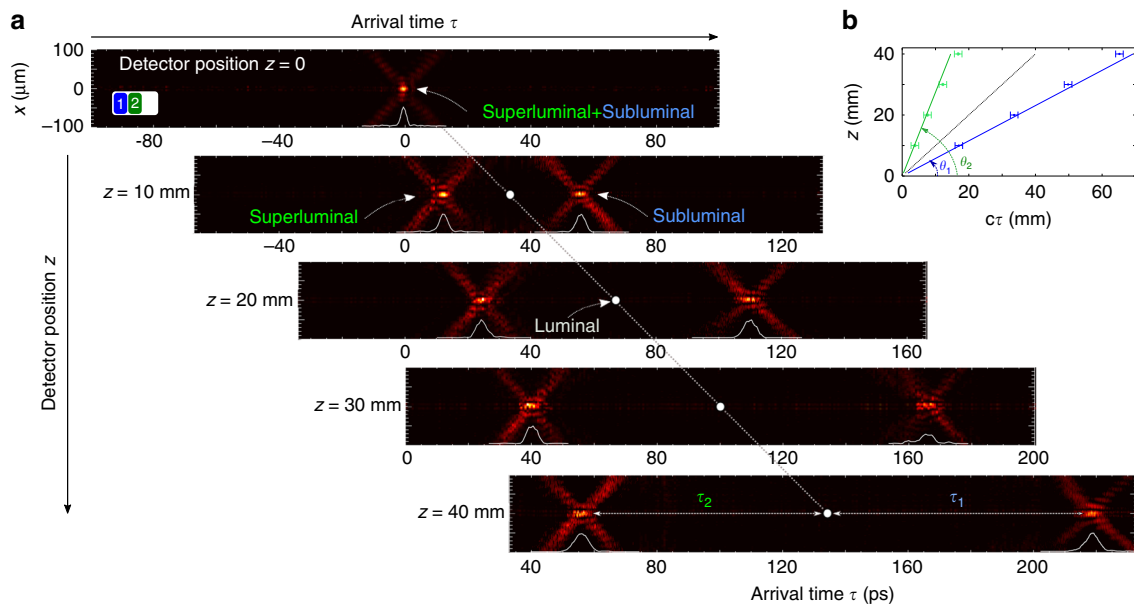 a
Arrival time τ
x (μm)
100
0
−100
Detector position z = 0
1 2
Superluminal+Subluminal
-80 -40 0 40 80
Detector position z
z = 10 mm
Superluminal
Subluminal
-40 0 40 80 120
z = 20 mm
Luminal
0 40 80 120 166
z = 30 mm
0 40 80 120 160 200
z = 40 mm
τ2
τ1
40 80 120 160 200
Arrival time τ (ps)
b
z (mm)
40
20
0
θ1
θ2
0 20 40 60
cτ (mm)